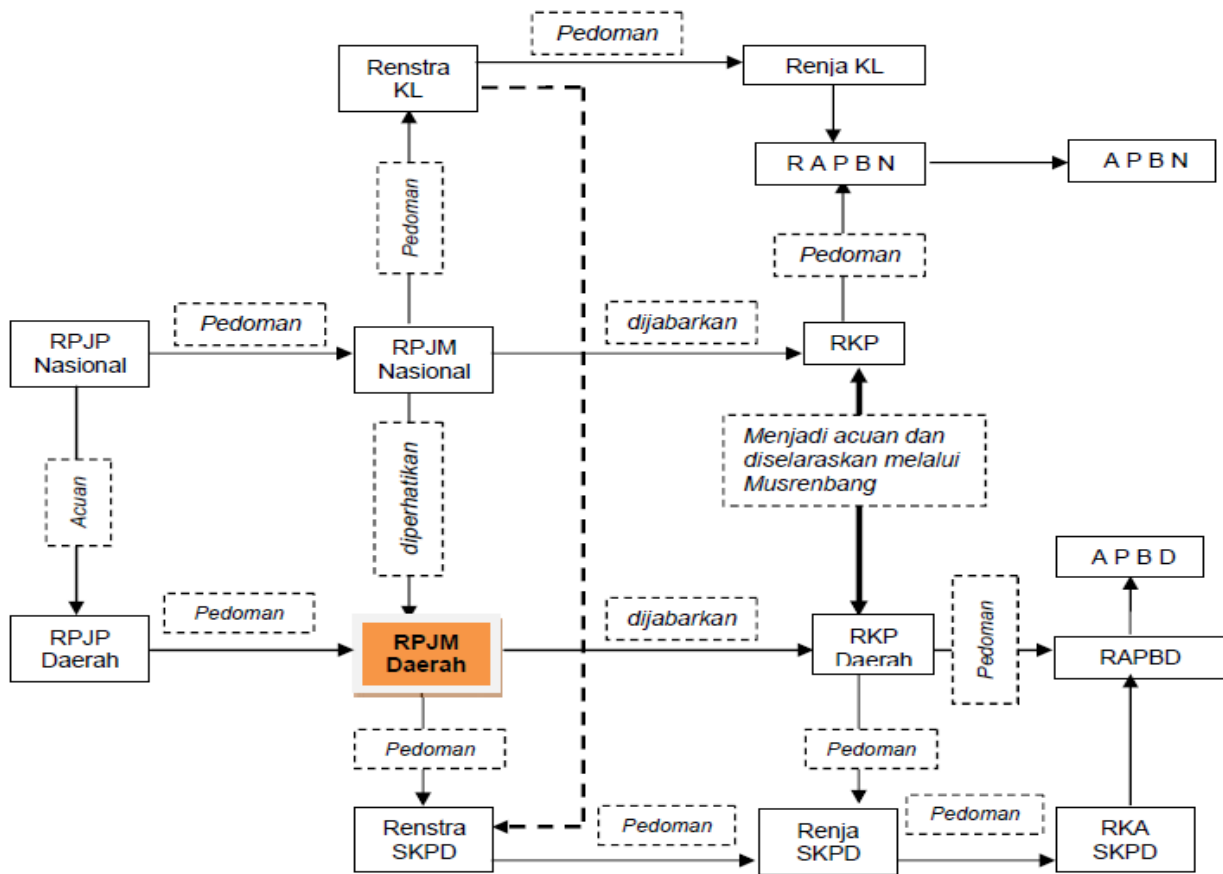 Pedoman
Renstra
KL
Renja KL
R A P B N
A P B N
Pedoman
Pedoman
RPJP
Nasional
Pedoman
RPJM
Nasional
dijabarkan
RKP
Acuan
diperhatikan
Menjadi acuan dan
diselaraskan melalui
Musrenbang
A P B D
RPJP
Daerah
Pedoman
RPJM
Daerah
dijabarkan
RKP
Daerah
Pedoman
RAPBD
Pedoman
Pedoman
Renstra
SKPD
Pedoman
Renja
SKPD
Pedoman
RKA
SKPD